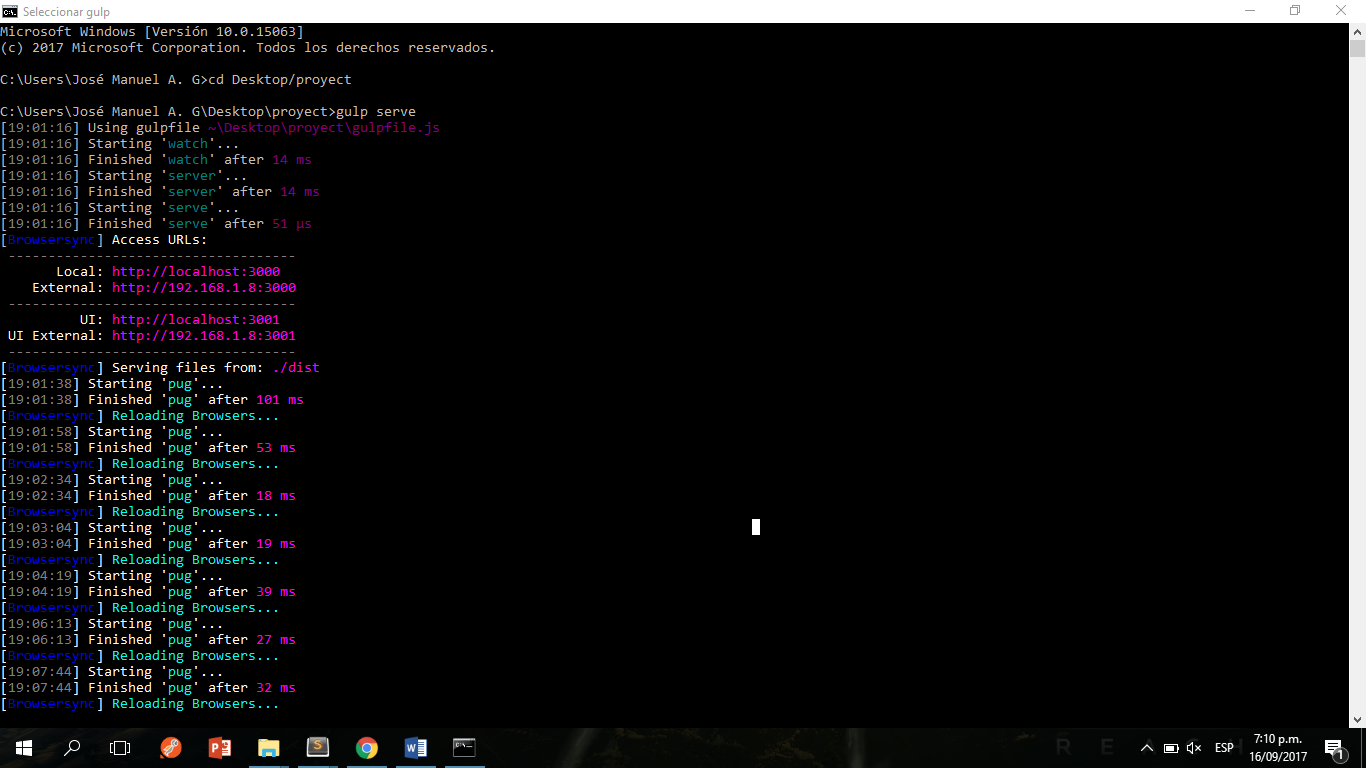 Seleccionar gulp
Microsoft Windows [Versión 10.0.15063]
(c) 2017 Microsoft Corporation. Todos los derechos reservados.
C:\Users\José Manuel A. G>cd Desktop/proyect
C:\Users\José Manuel A. G\Desktop\proyect>gulp serve
[19:01:16] Using gulpfile ~\Desktop\proyect\gulpfile.js
[19:01:16] Starting 'watch'...
[19:01:16] Finished 'watch' after 14 ms
[19:01:16] Starting 'server'...
[19:01:16] Finished 'server' after 14 ms
[19:01:16] Starting 'serve'...
[19:01:16] Finished 'serve' after 51 μs
[Browsersync] Access URLs:
------------------------------------
Local: http://localhost:3000
External: http://192.168.1.8:3000
------------------------------------
UI: http://localhost:3001
UI External: http://192.168.1.8:3001
------------------------------------
[Browsersync] Serving files from: ./dist
[19:01:38] Starting 'pug'...
[19:01:38] Finished 'pug' after 101 ms
[Browsersync] Reloading Browsers...
[19:01:58] Starting 'pug'...
[19:01:58] Finished 'pug' after 53 ms
[Browsersync] Reloading Browsers...
[19:02:34] Starting 'pug'...
[19:02:34] Finished 'pug' after 18 ms
[Browsersync] Reloading Browsers...
[19:03:04] Starting 'pug'...
[19:03:04] Finished 'pug' after 19 ms
[Browsersync] Reloading Browsers...
[19:04:19] Starting 'pug'...
[19:04:19] Finished 'pug' after 39 ms
[Browsersync] Reloading Browsers...
[19:06:13] Starting 'pug'...
[19:06:13] Finished 'pug' after 27 ms
[Browsersync] Reloading Browsers...
[19:07:44] Starting 'pug'...
[19:07:44] Finished 'pug' after 32 ms
[Browsersync] Reloading Browsers...
ESP
7:10 p.m.
16/09/2017
1